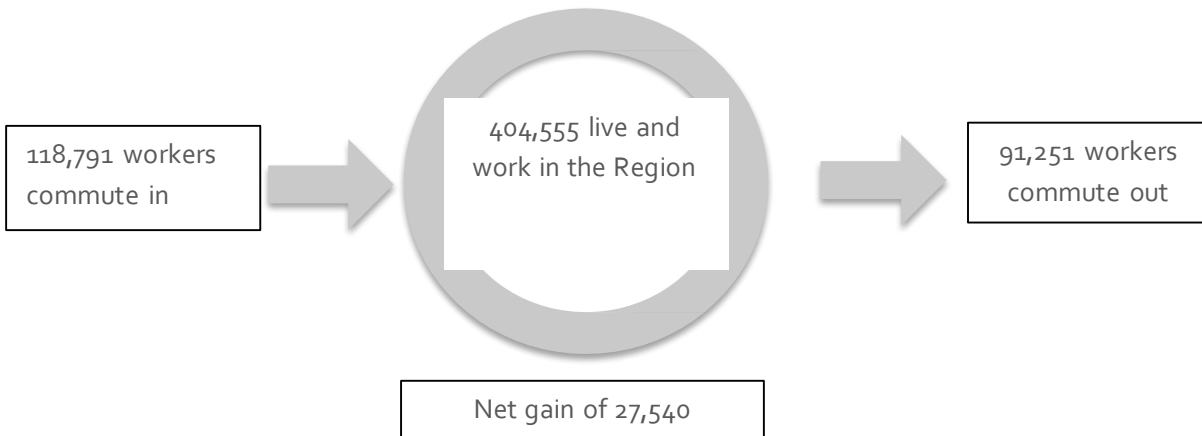 118,791 workers
commute in
404,555 live and
work in the Region
91,251 workers
commute out
Net gain of 27,540